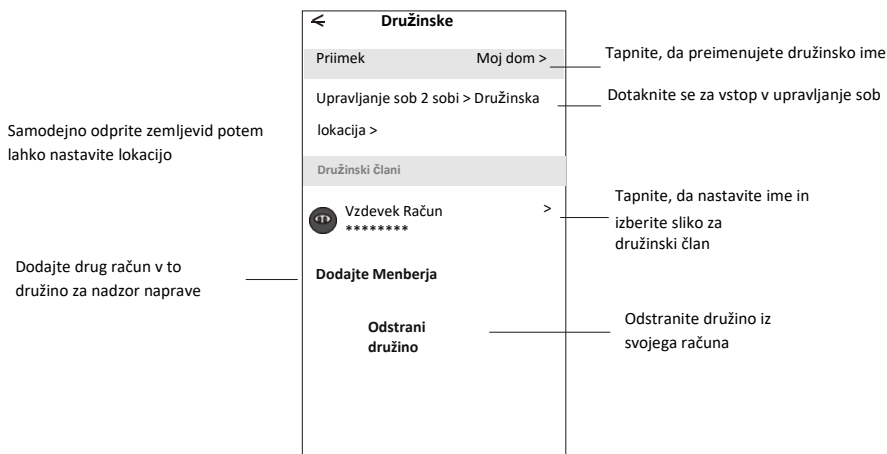 Družinske
Priimek Moj dom >
Upravljanje sob 2 sobi > Družinska
lokacija >
Družinski člani
Vzdevek Račun >
********
Dodajte Menberja
Odstrani
družino
Samodejno odprite zemljevid potem
lahko nastavite lokacijo
Dodajte drug račun v to
družino za nadzor naprave
Tapnite, da preimenujete družinsko ime
Dotaknite se za vstop v upravljanje sob
Tapnite, da nastavite ime in
izberite sliko za
družinski član
Odstranite družino iz
svojega računa